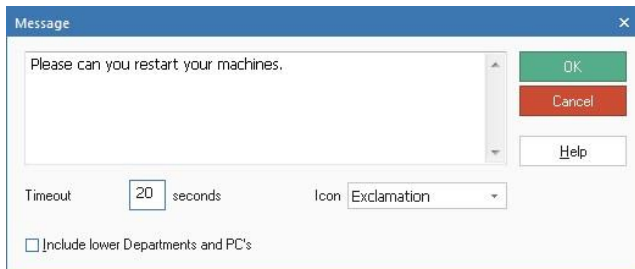 Message
Please can you restart your machines.
OK
Cancel
Help
Timeout 20 seconds Icon Exclamation
Include lower Departments and PC's